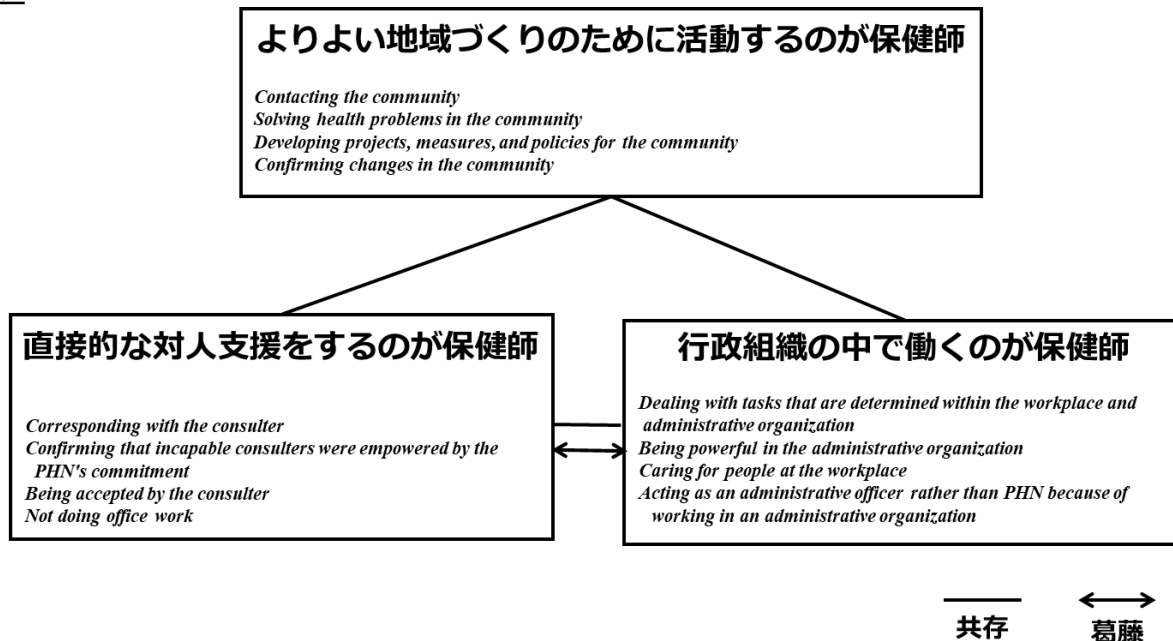 よりよい地域づくりのために活動するのが保健師
Contacting the community
Solving health problems in the community
Developing projects, measures, and policies for the community
Confirming changes in the community
直接的な対人支援をするのが保健師
Corresponding with the consulter
Confirming that incapable consulters were empowered by the
PHN's commitment
Being accepted by the consulter
Not doing office work
行政組織の中で働くのが保健師
Dealing with tasks that are determined within the workplace and
administrative organization
Being powerful in the administrative organization
Caring for people at the workplace
Acting as an administrative officer rather than PHN because of
working in an administrative organization
共存
葛藤